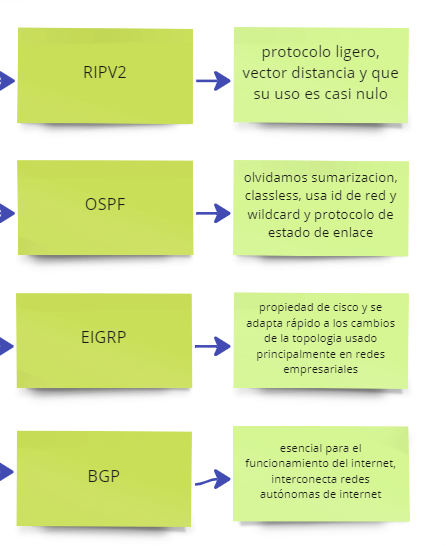 RIPV2
protocolo ligero,
vector distancia y que
su uso es casi nulo
OSPF
olvidamos sumarizacion,
classless, usa id de red y
wildcard y protocolo de
estado de enlace
EIGRP
propiedad de cisco y se
adapta rápido a los cambios
de la topologia usado
principalmente en redes
empresariales
BGP
esencial para el
funcionamiento del internet,
interconecta redes
autónomas de internet